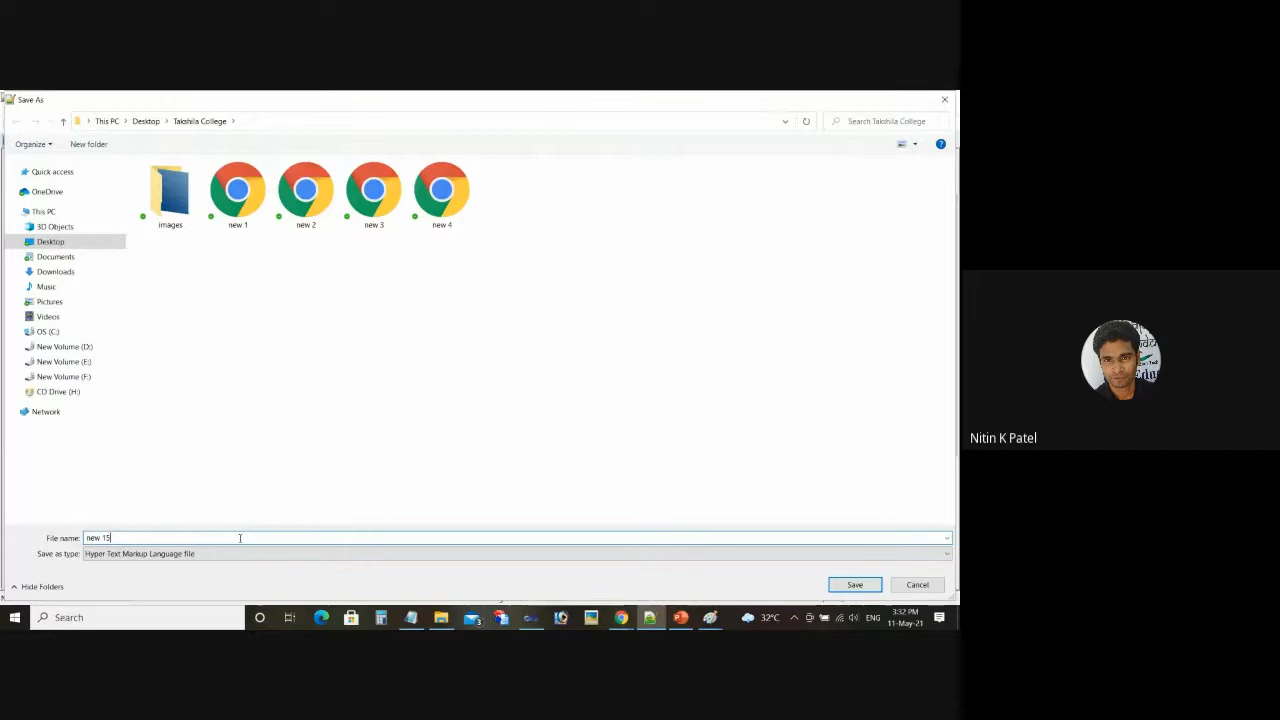 Save As
This PC > Desktop > Takshila College >
Search Takshila College
Organize
New folder
Quick access
OneDrive
This PC
3D Objects
Desktop
Documents
Downloads
Music
Pictures
Videos
OS (C:)
New Volume (D:)
New Volume (E:)
New Volume (F:)
CD Drive (H:)
Network
images
new 1
new 2
new 3
new 4
Nitin K Patel
File name: new 15
Save as type: Hyper Text Markup Language file
Hide Folders
Save
Cancel
Search
3
32°C
ENG
3:32 PM
11-May-21